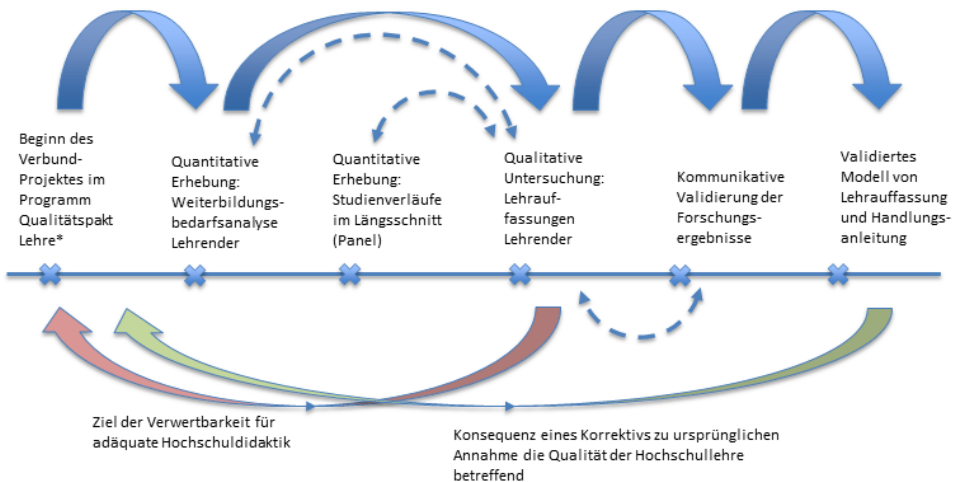 Beginn des
Verbund-
Projektes im
Programm
Qualitätspakt
Lehre*
Quantitative
Erhebung:
Weiterbildungs-
bedarfsanalyse
Lehrender
Quantitative
Erhebung:
Studienverläufe
im Längsschnitt
(Panel)
Qualitative
Untersuchung:
Lehrauf-
fassungen
Lehrender
Kommunikative
Validierung der
Forschungs-
ergebnisse
Validiertes
Modell von
Lehrauffassung
und Handlungs-
anleitung
Ziel der Verwertbarkeit für
adäquate Hochschuldidaktik
Konsequenz eines Korrektivs zu ursprünglichen
Annahme die Qualität der Hochschullehre
betreffend